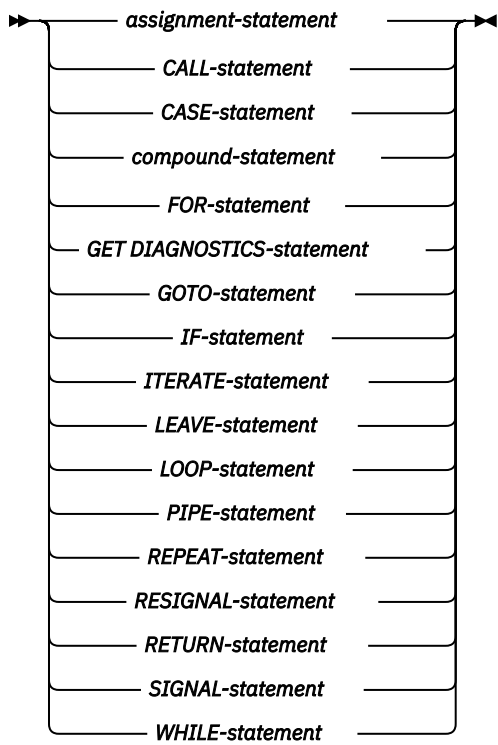 assignment-statement
CALL-statement
CASE-statement
compound-statement
FOR-statement
GET DIAGNOSTICS-statement
GOTO-statement
IF-statement
ITERATE-statement
LEAVE-statement
LOOP-statement
PIPE-statement
REPEAT-statement
RESIGNAL-statement
RETURN-statement
SIGNAL-statement
WHILE-statement